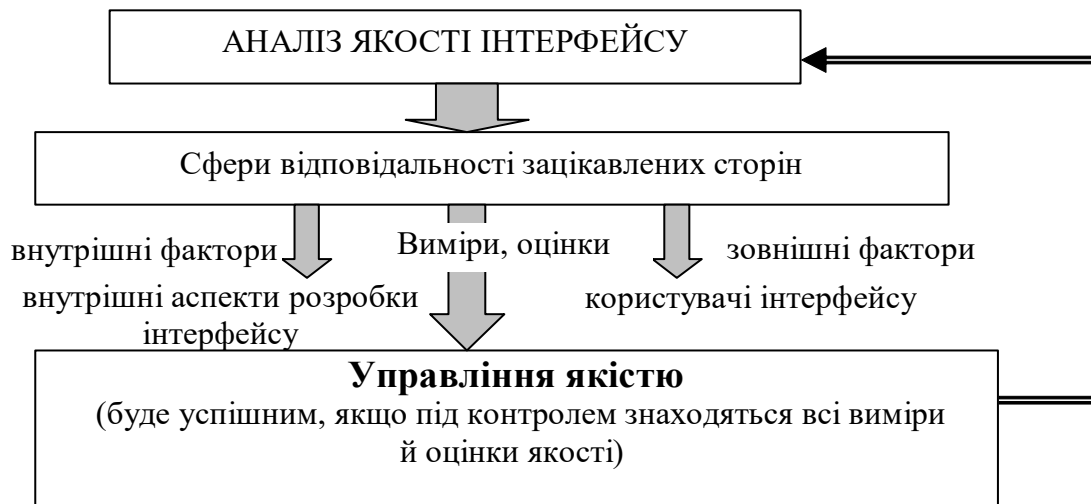 АНАЛІЗ ЯКОСТІ ІНТЕРФЕЙСУ
Сфери відповідальності зацікавлених сторін
внутрішні фактори
Виміри, оцінки
зовнішні фактори
внутрішні аспекти розробки
інтерфейсу
користувачі інтерфейсу
Управління якістю
(буде успішним, якщо під контролем знаходяться всі виміри
й оцінки якості)